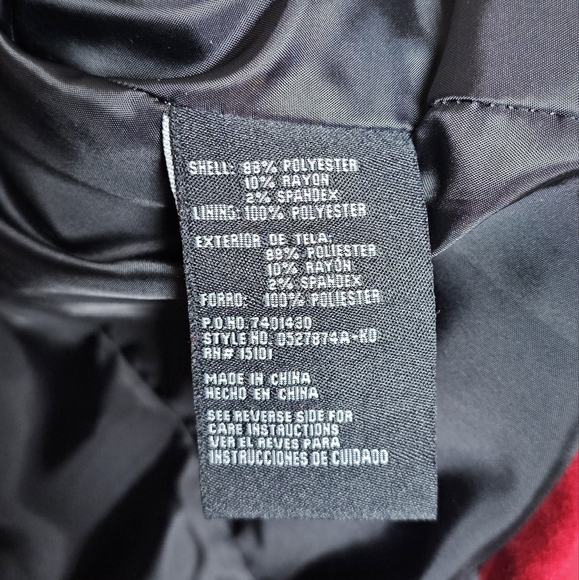 SHELL: 88% POLYESTER
10% RAYON
2% SPANDEX
LINING: 100% POLYESTER
EXTERIOR DE TELA:
88% POLIESTER
10% RAYON
2% SPANDEX
FORRO: 100% POLIESTER
P.O.NO. 7401430
STYLE NO. D527874A-KD
RN# 15101
MADE IN CHINA
HECHO EN CHINA
SEE REVERSE SIDE FOR
CARE INSTRUCTIONS
VER EL REVES PARA
INSTRUCCIONES DE CUIDADO